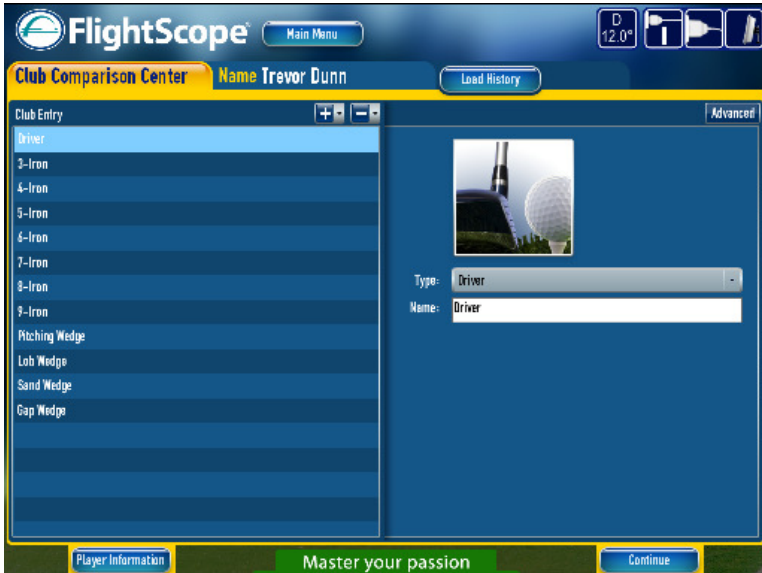 FlightScope®
Main Menu
D
12.0°
Club Comparison Center
Name Trevor Dunn
Load History
Club Entry
Advanced
Driver
3-Iron
4-Iron
5-Iron
6-Iron
7-Iron
8-Iron
9-Iron
Pitching Wedge
Lob Wedge
Sand Wedge
Gap Wedge
Type: Driver
Name: Driver
Player Information
Master your passion
Continue